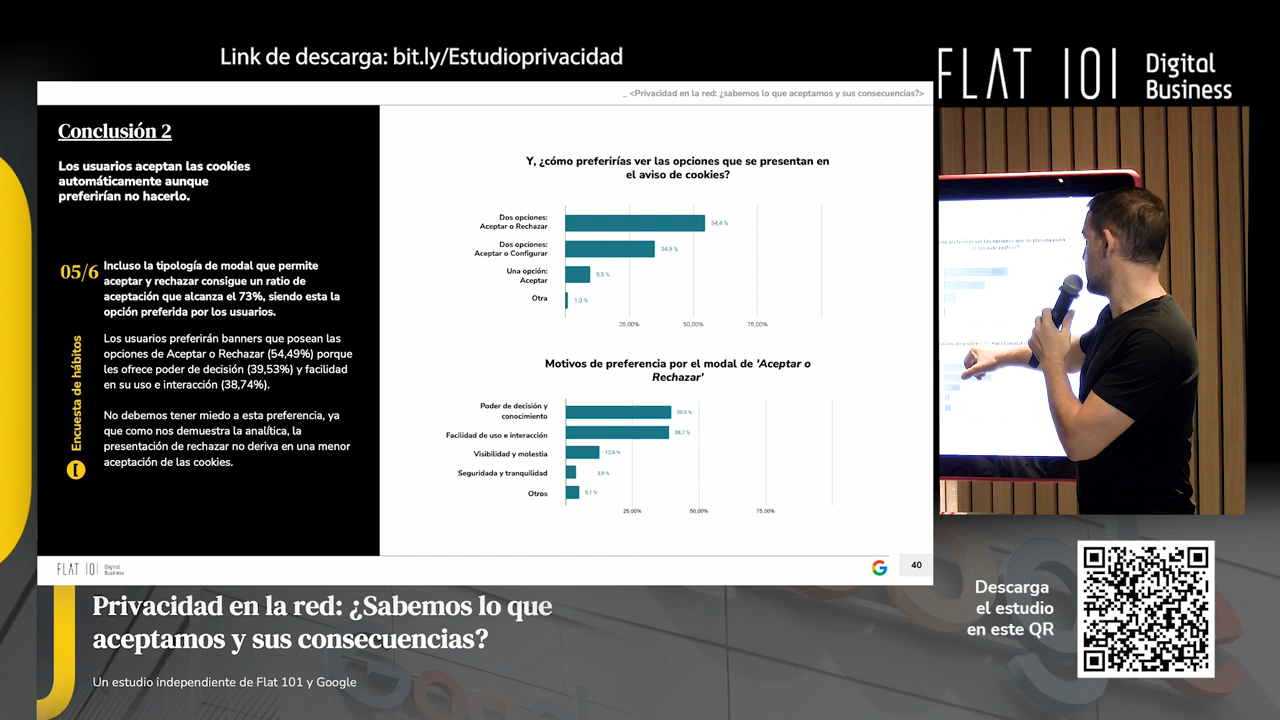 Link de descarga: bit.ly/Estudioprivacidad
FLAT 101 Digital
Business
_ <Privacidad en la red: ¿sabemos lo que aceptamos y sus consecuencias?>
Conclusión 2
Los usuarios aceptan las cookies
automáticamente aunque
preferirían no hacerlo.
05/6
Incluso la tipología de modal que permite
aceptar y rechazar consigue un ratio de
aceptación que alcanza el 73%, siendo esta la
opción preferida por los usuarios.
Encuesta de hábitos
Los usuarios preferirán banners que posean las
opciones de Aceptar o Rechazar (54,49%) porque
les ofrece poder de decisión (39,53%) y facilidad
en su uso e interacción (38,74%).
No debemos tener miedo a esta preferencia, ya
que como nos demuestra la analítica, la
presentación de rechazar no deriva en una menor
aceptación de las cookies.
Y, ¿cómo preferirías ver las opciones que se presentan en
el aviso de cookies?
Dos opciones:
Aceptar o Rechazar
54,4 %
Dos opciones:
Aceptar o Configurar
34,9 %
Una opción:
Aceptar
9,5 %
Otra
1,0 %
25,00% 50,00% 75,00%
Motivos de preferencia por el modal de 'Aceptar o
Rechazar'
Poder de decisión y
conocimiento
39,5 %
Facilidad de uso e interacción 38,7 %
Visibilidad y molestia 12,6 %
Seguridada y tranquilidad 3,9 %
Otros 5,1 %
25,00% 50,00% 75,00%
FLAT 101 Digital
Business
40
Privacidad en la red: ¿Sabemos lo que
aceptamos y sus consecuencias?
Un estudio independiente de Flat 101 y Google
Descarga
el estudio
en este QR